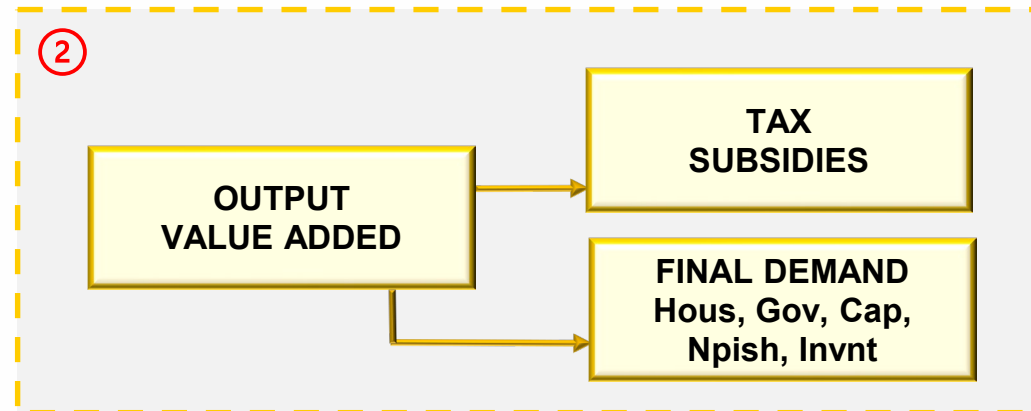 2
OUTPUT
VALUE ADDED
TAX
SUBSIDIES
FINAL DEMAND
Hous, Gov, Cap,
Npish, Invnt